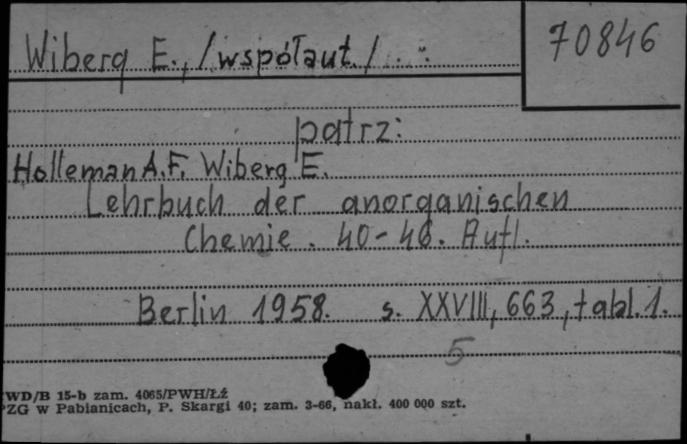 70846
Wiberg E., /współaut./
patrz:
Holleman A.F. Wiberg E.
Lehrbuch der anorganischen
Chemie. 40-46. Aufl.
Berlin 1958. s. XXVIII, 663, tabl. 1.
5
WD/B 15-b zam. 4065/PWH/Łź
PZG w Pabianicach, P. Skargi 40; zam. 3-66, nakł. 400 000 szt.